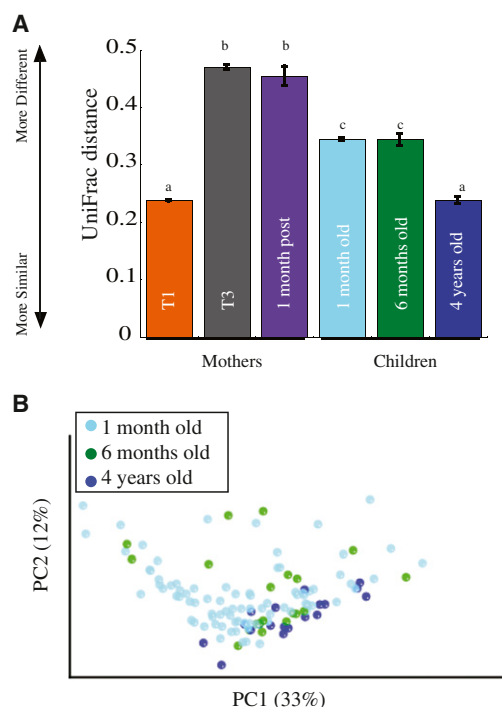 A
More Different
More Similar
UniFrac distance
0.5
0.4
0.3
0.2
0.1
0
a
b
b
c
c
a
T1
T3
1 month post
1 month old
6 months old
4 years old
Mothers
Children
B
1 month old
6 months old
4 years old
PC2 (12%)
PC1 (33%)